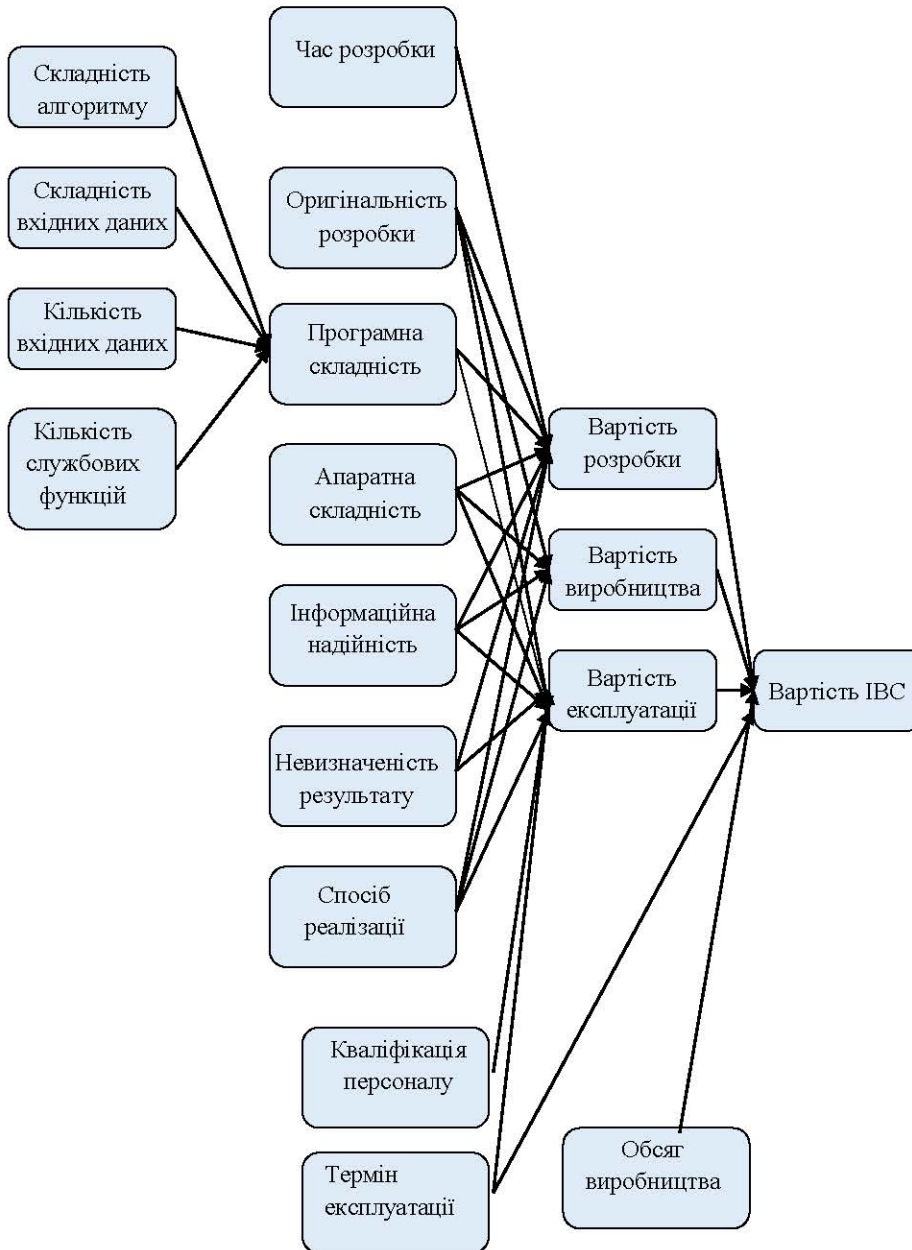 Складність
алгоритму
Складність
вхідних даних
Кількість
вхідних даних
Кількість
службових
функцій
Час розробки
Оригінальність
розробки
Програмна
складність
Апаратна
складність
Інформаційна
надійність
Невизначеність
результату
Спосіб
реалізації
Кваліфікація
персоналу
Термін
експлуатації
Вартість
розробки
Вартість
виробництва
Вартість
експлуатації
Обсяг
виробництва
Вартість ІВС